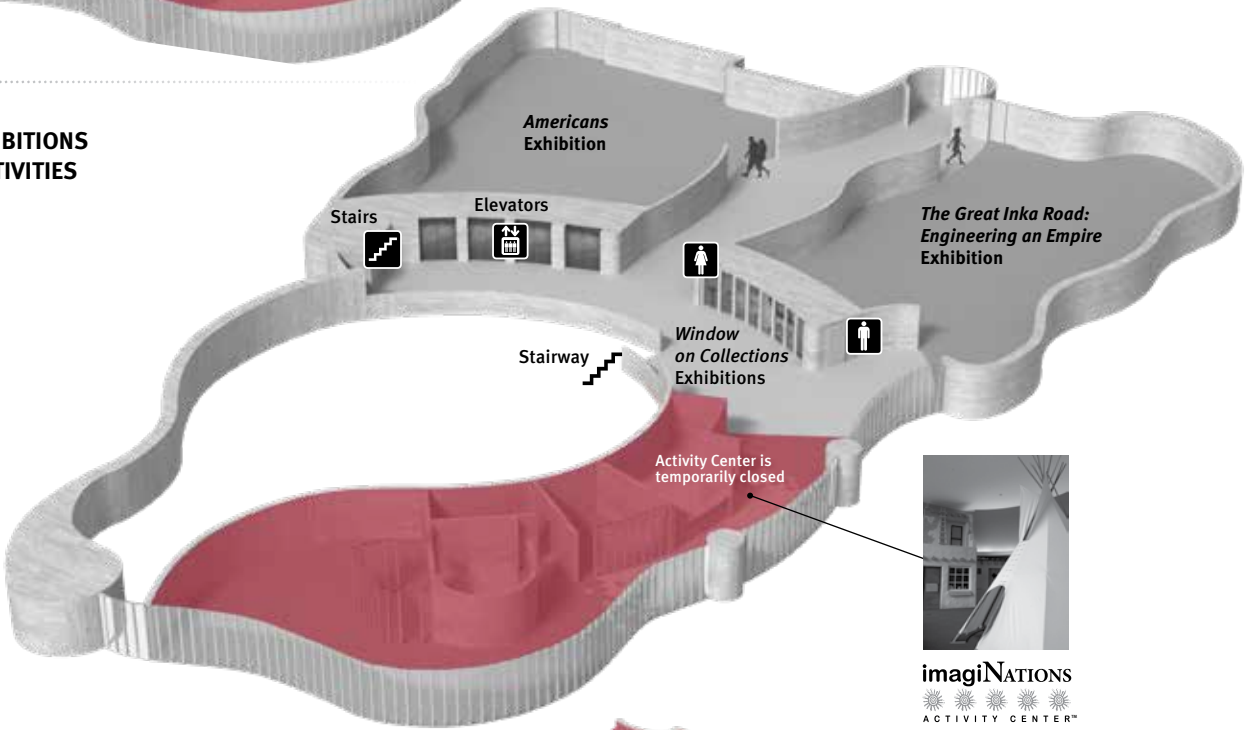 BITIONS
TIVITIES
Americans
Exhibition
Stairs
Elevators
The Great Inka Road:
Engineering an Empire
Exhibition
Stairway
Window
on Collections
Exhibitions
Activity Center is
temporarily closed
imagiNATIONS
ACTIVITY CENTER™